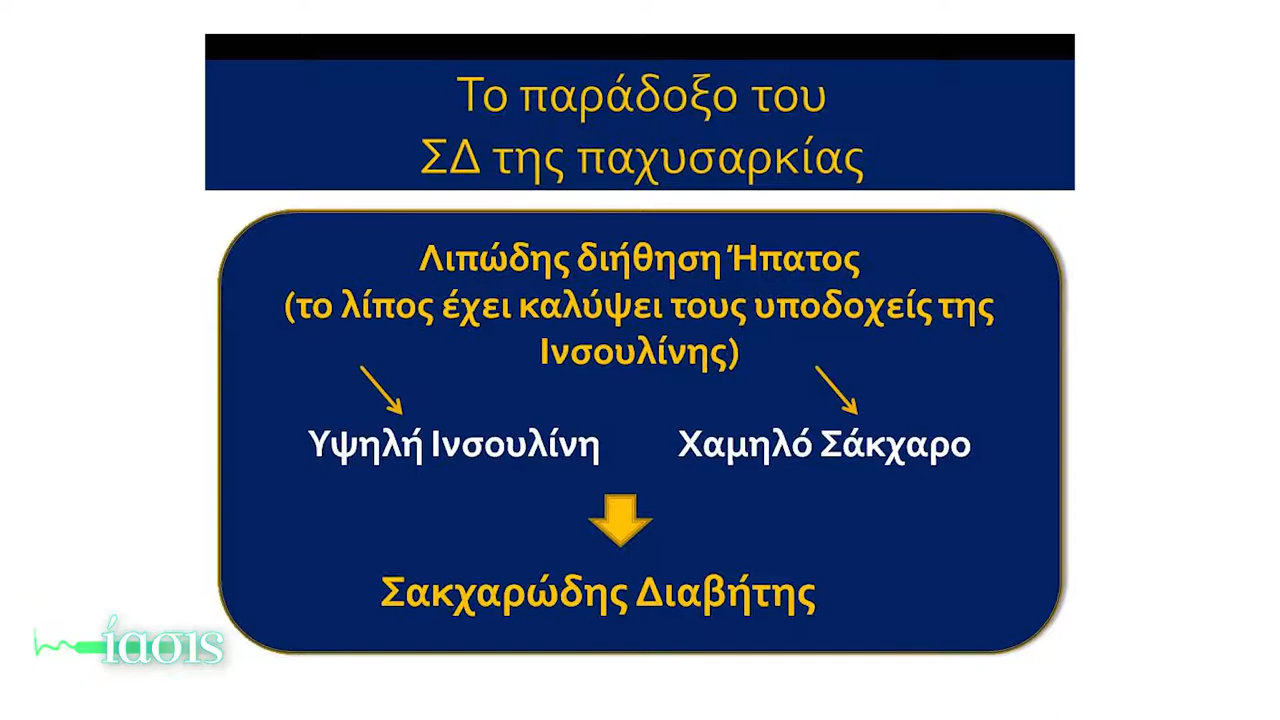 Το παράδοξο του
ΣΔ της παχυσαρκίας
Λιπώδης διήθηση Ήπατος
(το λίπος έχει καλύψει τους υποδοχείς της
Ινσουλίνης)
Υψηλή Ινσουλίνη Χαμηλό Σάκχαρο
Σακχαρώδης Διαβήτης
ίασις